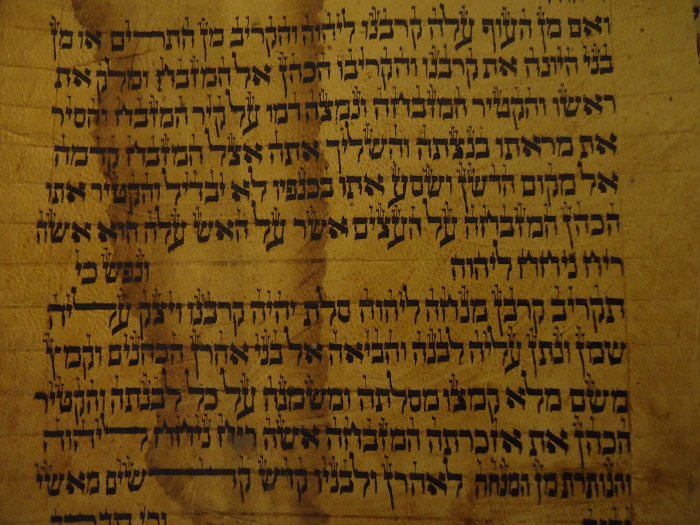 ואם מן העוף עלה קרבנו ליהוה והקריב מן התרים או מן
בני היונה את קרבנו והקריבו הכהן אל המזבח ומלק את
ראשו והקטיר המזבחה ונמצה דמו על קיר המזבח והסיר
את מראתו בנצתה והשליך אתה אצל המזבח קדמה
אל מקום הדשן ושסע אתו בכנפיו לא יבדיל והקטיר אתו
הכהן המזבחה על העצים אשר על האש עלה הוא אשה
ריח ניחח ליהוה ונפש כי
תקריב קרבן מנחה ליהוה סלת יהיה קרבנו ויצק עליה
שמן ונתן עליה לבנה והביאה אל בני אהרן הכהנים וקמץ
משם מלא קמצו מסלתה ומשמנה על כל לבנתה והקטיר
הכהן את אזכרתה המזבחה אשה ריח ניחח ליהוה
והנותרת מן המנחה לאהרן ולבניו קדש קדשים מאשי